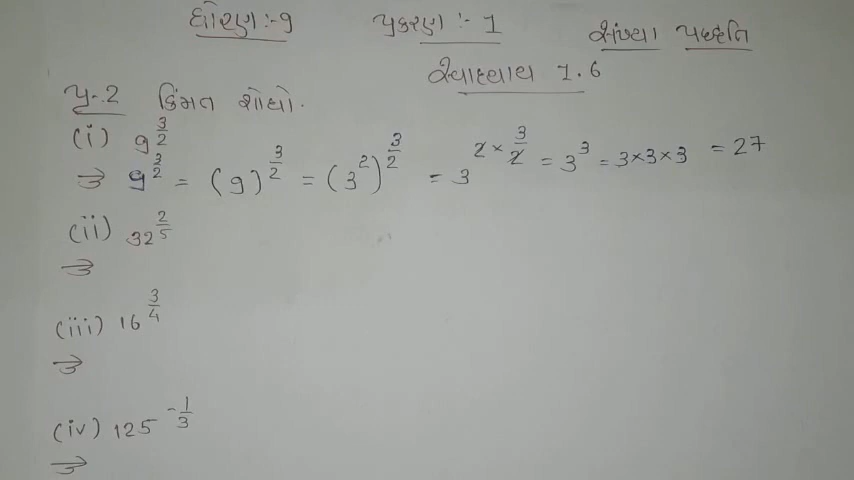 ધોરણ :- 9 પ્રકરણ :- 1 સંખ્યા પદ્ધતિ
સ્વાધ્યાય 1.6
પ્ર-2 કિંમત શોધો.
(i) 9^(3/2)
⇒ 9^(3/2) = (9)^(3/2) = (3^2)^(3/2) = 3^(2 × 3/2) = 3^3 = 3×3×3 = 27
(ii) 32^(2/5)
⇒
(iii) 16^(3/4)
⇒
(iv) 125^(-1/3)
⇒